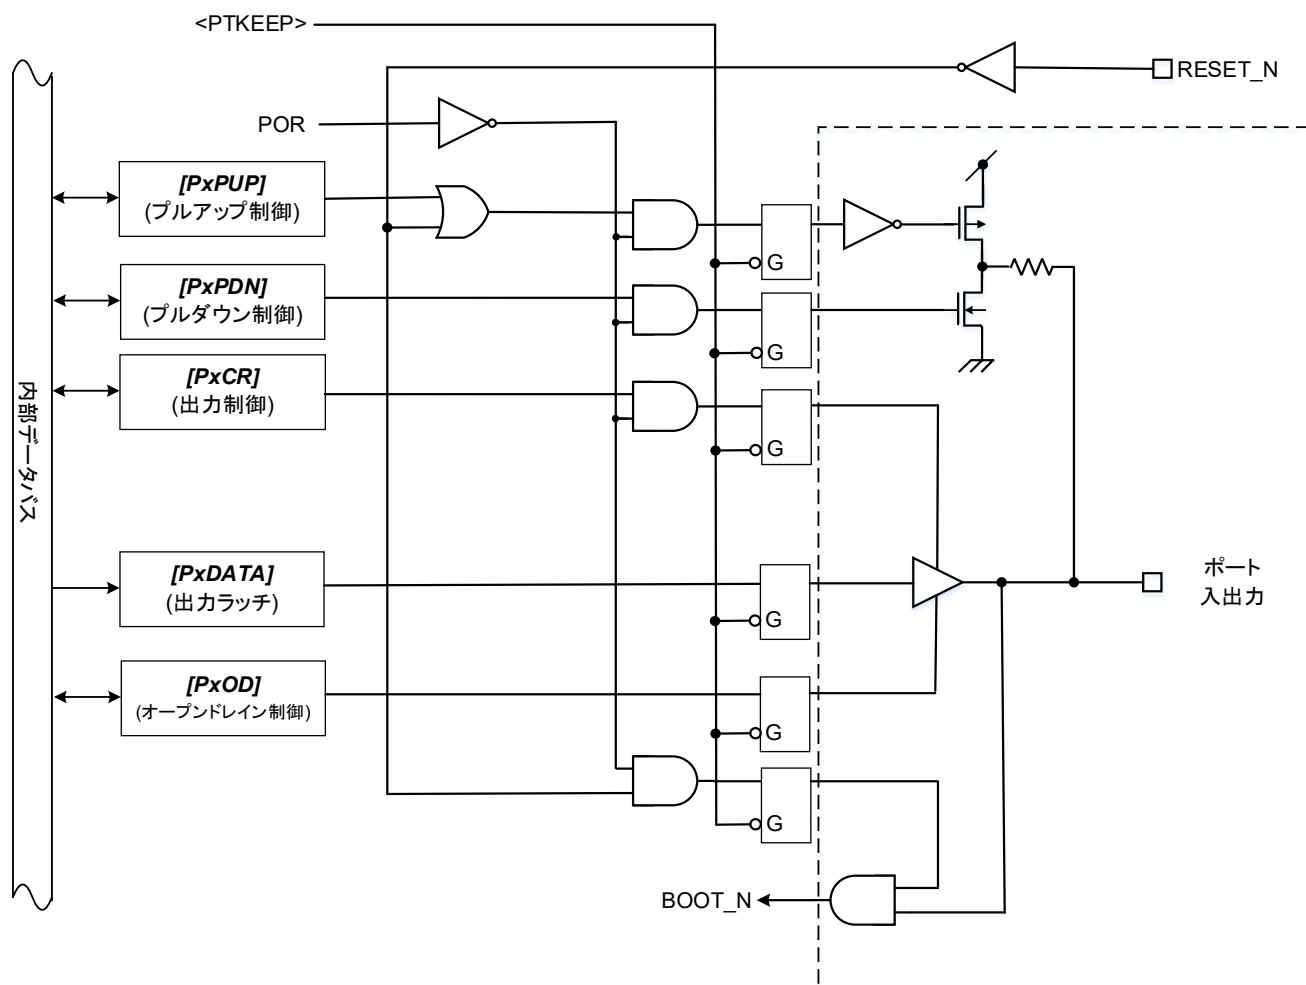 <PTKEEP>
RESET_N
POR
[PxPUP]
(プルアップ制御)
G
[PxPDN]
(プルダウン制御)
G
[PxCR]
(出力制御)
G
内部データバス
[PxDATA]
(出力ラッチ)
G
ポート
入出力
[PxOD]
(オープンドレイン制御)
G
G
BOOT_N